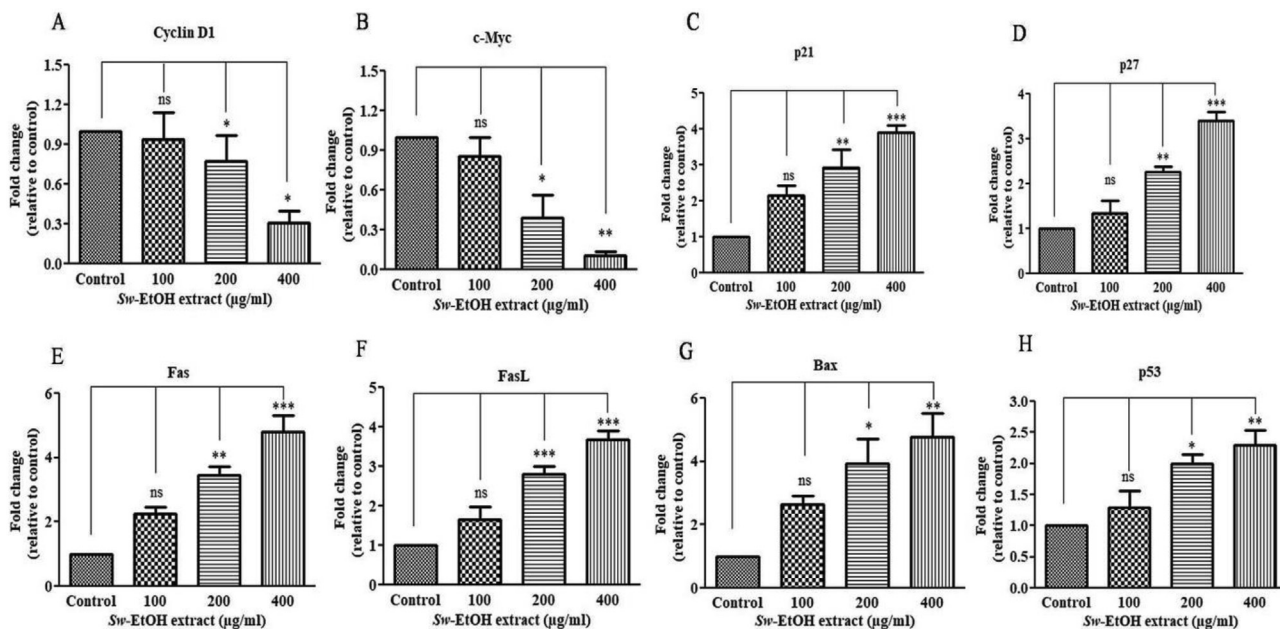 A
Cyclin D1
Fold change
(relative to control)
1.5
1.2
0.9
0.6
0.3
0.0
ns
*
*
Control 100 200 400
Sw-EtOH extract (µg/ml)
B
c-Myc
Fold change
(relative to control)
1.5
1.2
0.9
0.6
0.3
0.0
ns
*
**
Control 100 200 400
Sw-EtOH extract (µg/ml)
C
p21
Fold change
(relative to control)
5
4
3
2
1
0
ns
**
***
Control 100 200 400
Sw-EtOH extract (µg/ml)
D
p27
Fold change
(relative to control)
4
3
2
1
0
ns
**
***
Control 100 200 400
Sw-EtOH extract (µg/ml)
E
Fas
Fold change
(relative to control)
6
4
2
0
ns
**
***
Control 100 200 400
Sw-EtOH extract (µg/ml)
F
FasL
Fold change
(relative to control)
5
4
3
2
1
0
ns
***
***
Control 100 200 400
Sw-EtOH extract (µg/ml)
G
Bax
Fold change
(relative to control)
6
4
2
0
ns
*
**
Control 100 200 400
Sw-EtOH extract (µg/ml)
H
p53
Fold change
(relative to control)
3.0
2.5
2.0
1.5
1.0
0.5
0.0
ns
*
**
Control 100 200 400
Sw-EtOH extract (µg/ml)